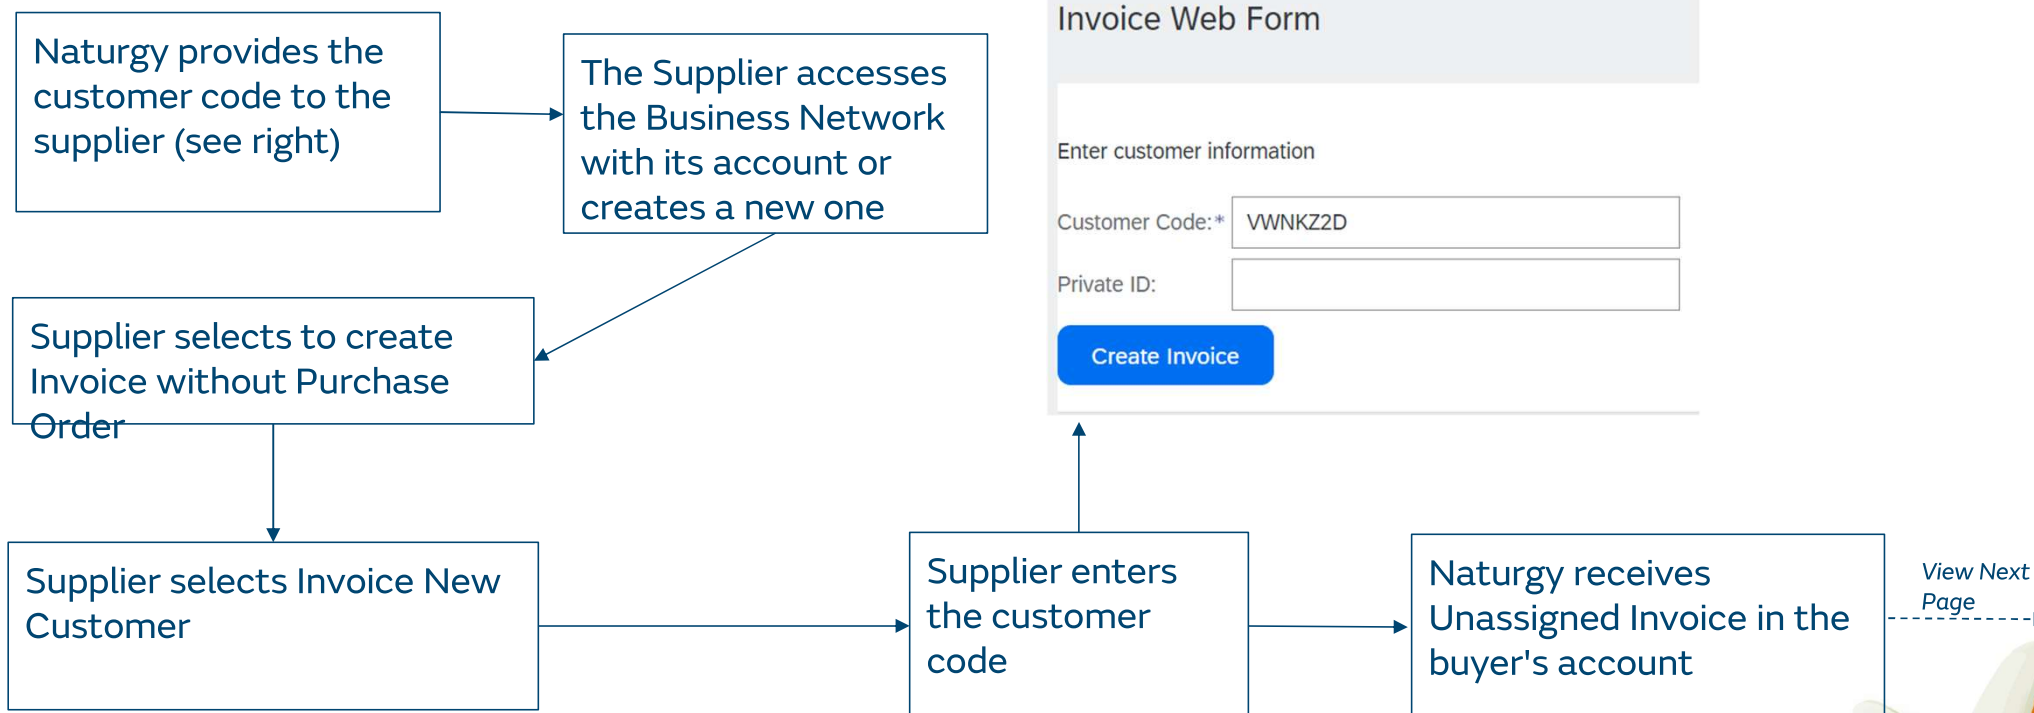 Naturgy provides the
customer code to the
supplier (see right)
The Supplier accesses
the Business Network
with its account or
creates a new one
Invoice Web Form
Enter customer information
Customer Code:* VWNKZ2D
Private ID:
Create Invoice
Supplier selects to create
Invoice without Purchase
Order
Supplier selects Invoice New
Customer
Supplier enters
the customer
code
Naturgy receives
Unassigned Invoice in the
buyer's account
View Next
Page